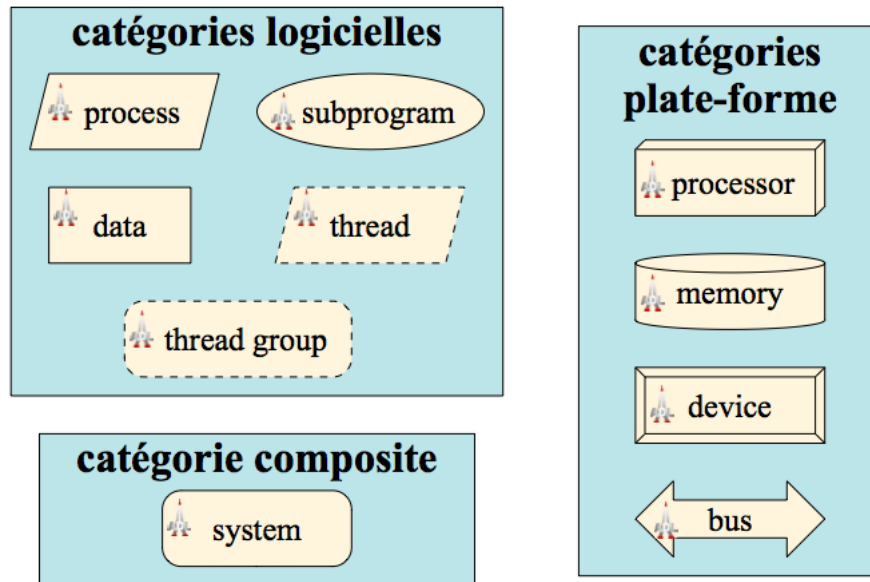 catégories logicielles
process
subprogram
data
thread
thread group
catégorie composite
system
catégories
plate-forme
processor
memory
device
bus